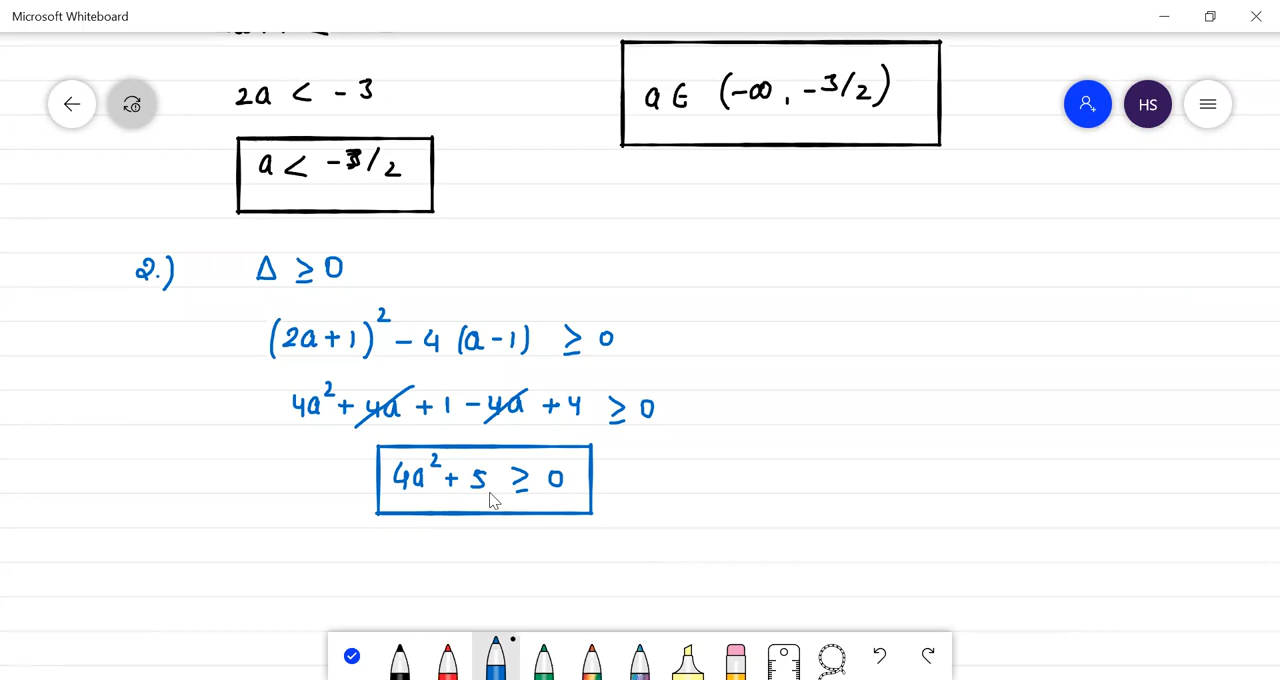 Microsoft Whiteboard
2a < -3
a ∈ (-∞, -3/2)
HS
a < -3/2
2.) Δ ≥ 0
(2a+1)² - 4 (a-1) ≥ 0
4a² + 4a + 1 - 4a + 4 ≥ 0
4a² + 5 ≥ 0